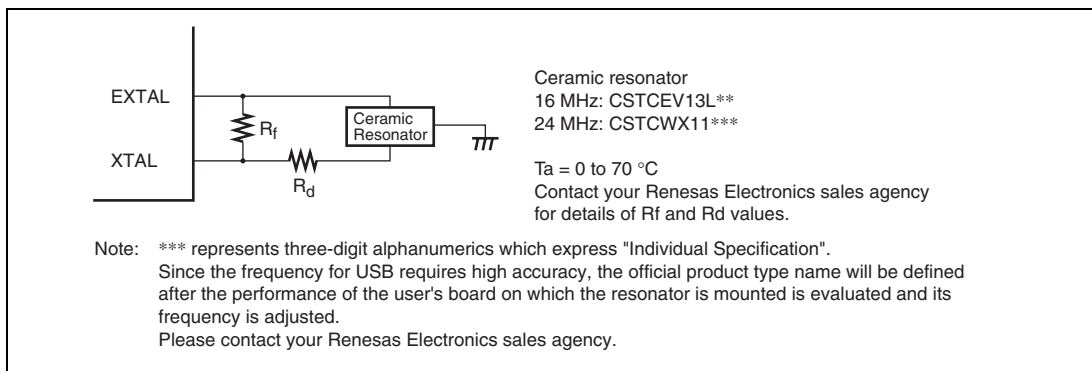 EXTAL
XTAL
Rf
Rd
Ceramic
Resonator
Ceramic resonator
16 MHz: CSTCEV13L**
24 MHz: CSTCWX11***
Ta = 0 to 70 °C
Contact your Renesas Electronics sales agency
for details of Rf and Rd values.
Note: *** represents three-digit alphanumerics which express "Individual Specification".
Since the frequency for USB requires high accuracy, the official product type name will be defined
after the performance of the user's board on which the resonator is mounted is evaluated and its
frequency is adjusted.
Please contact your Renesas Electronics sales agency.